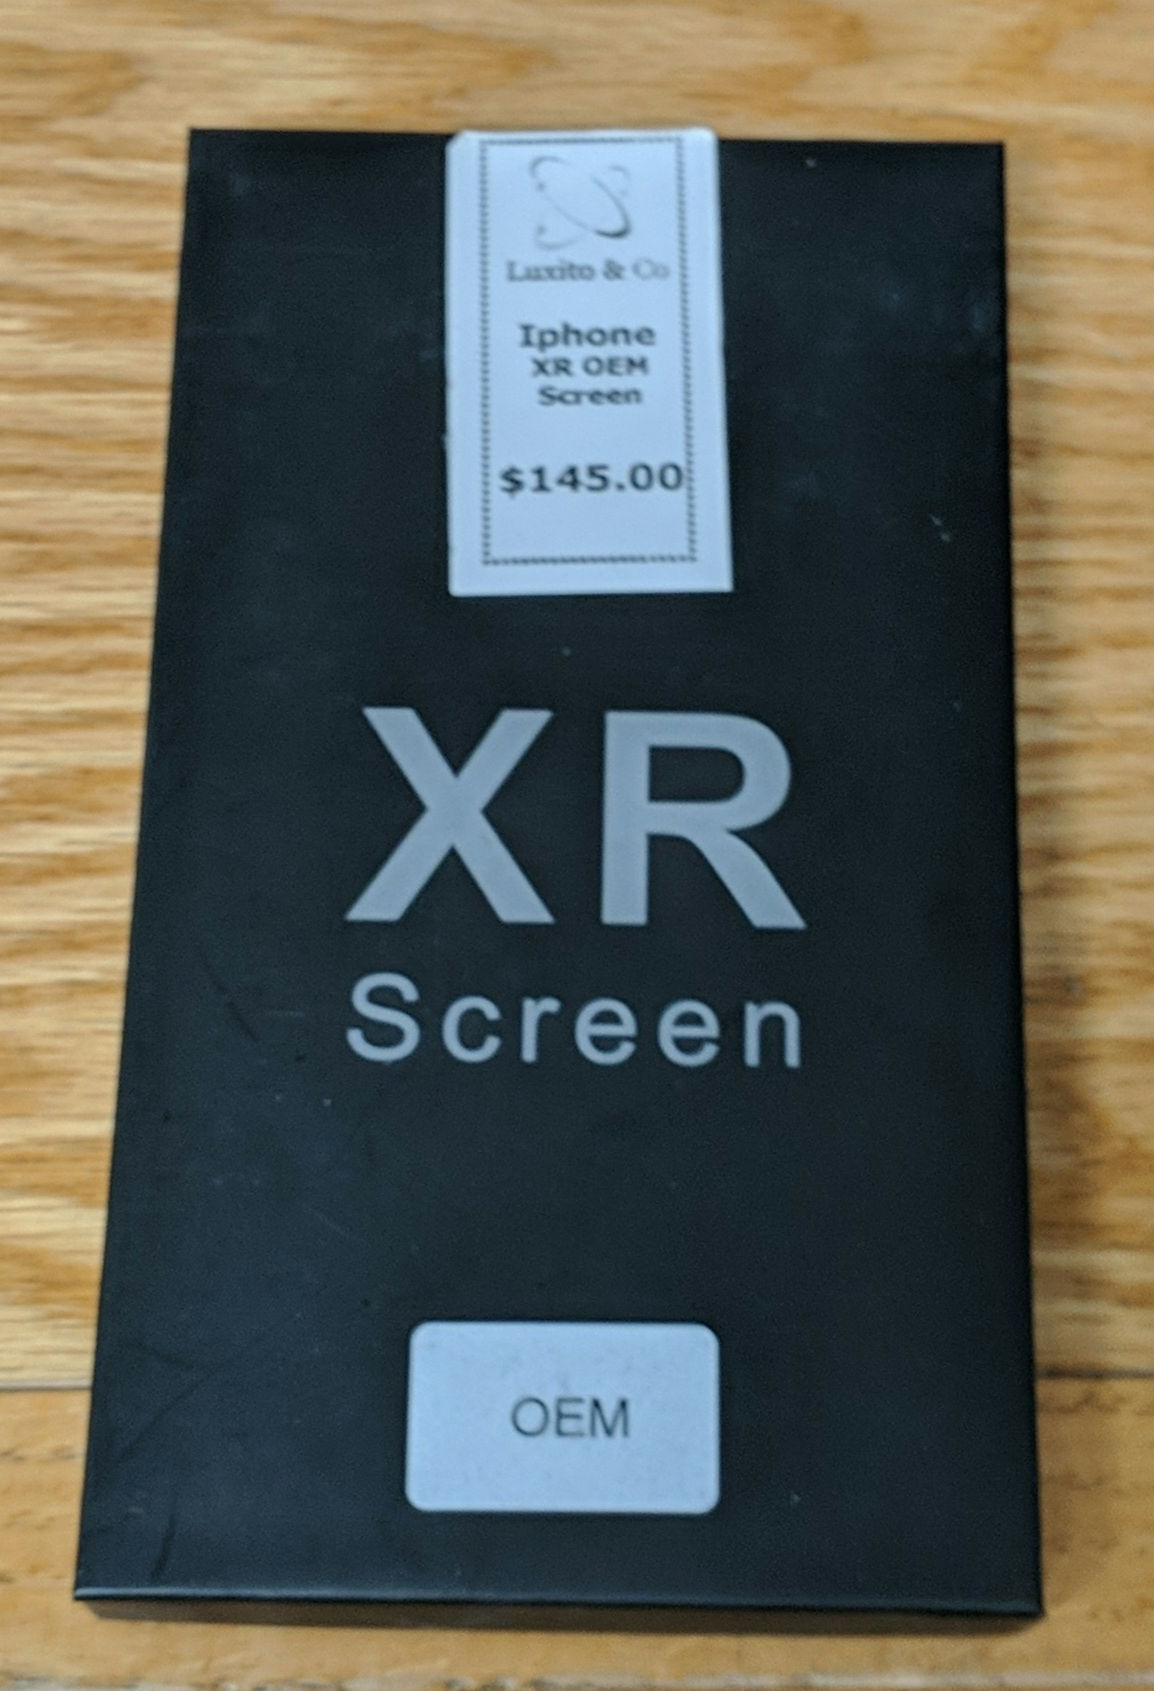 Luxito & Co
Iphone
XR OEM
Screen
$145.00
XR
Screen
OEM